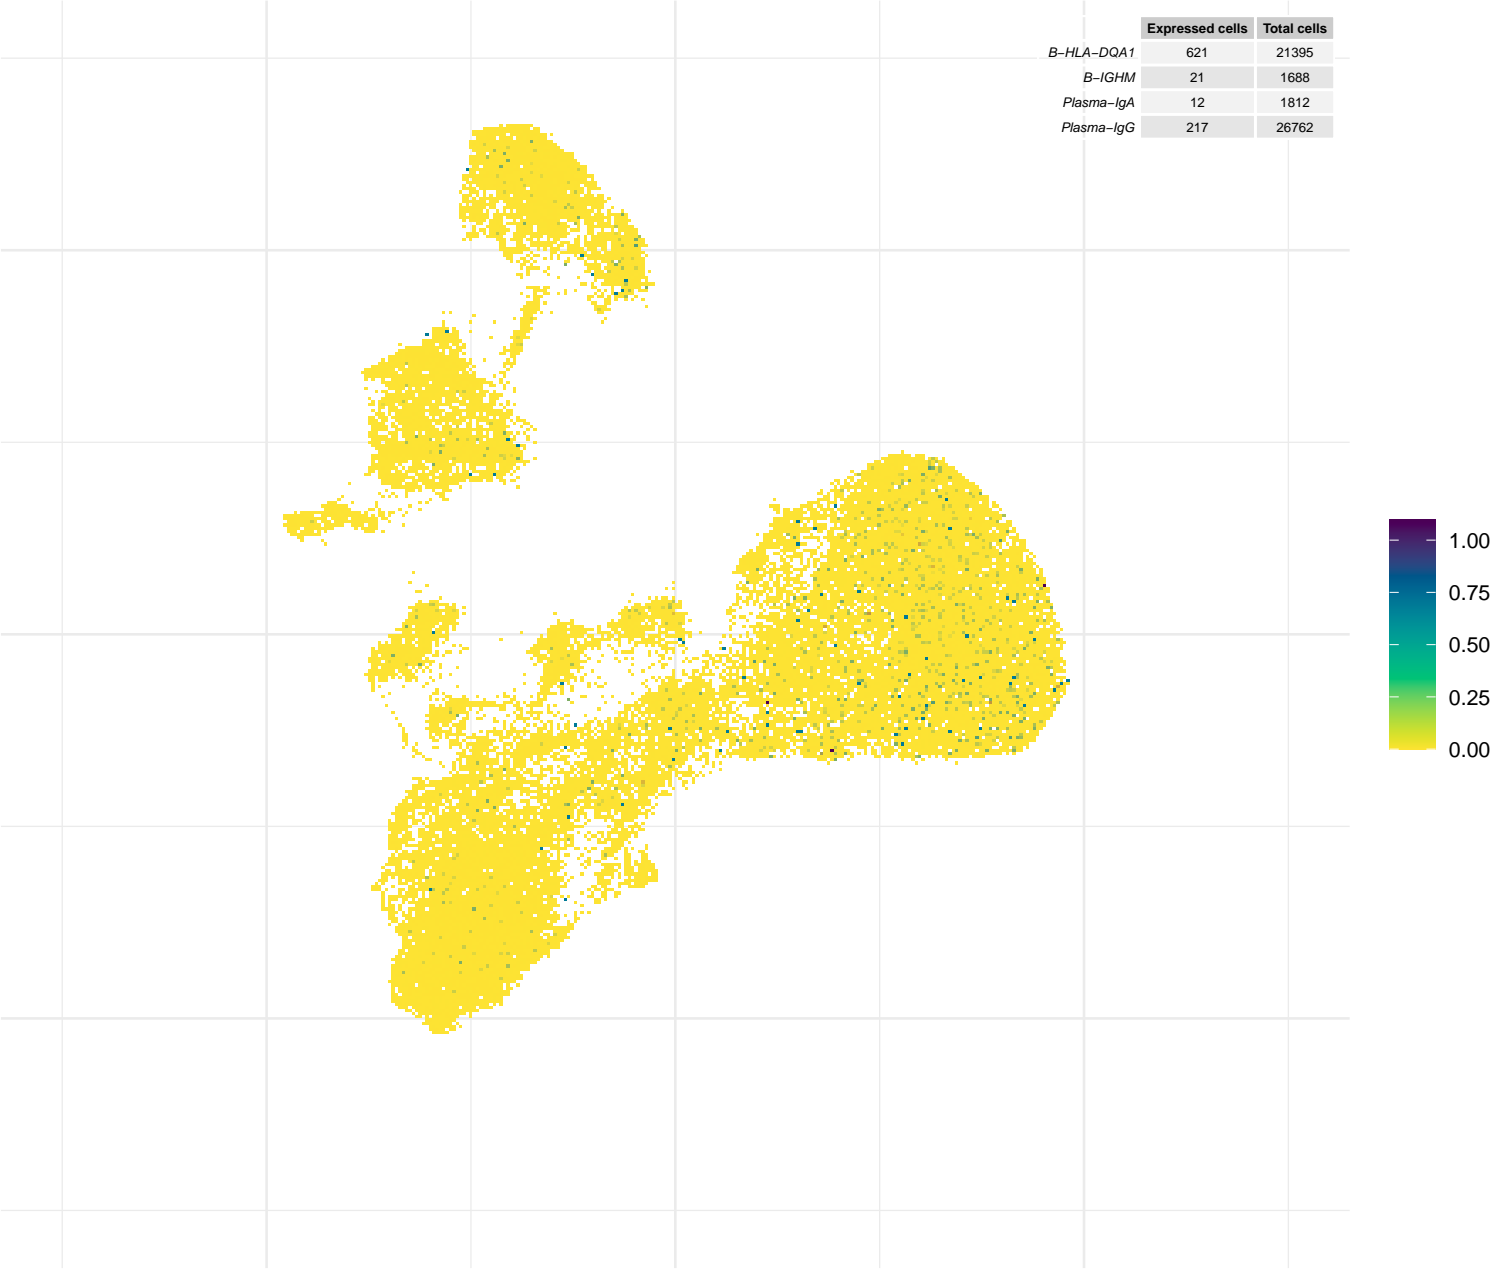 Expressed cells Total cells
B−HLA−DQA1 621 21395
B−IGHM 21 1688
Plasma−IgA 12 1812
Plasma−IgG 217 26762
1.00
0.75
0.50
0.25
0.00